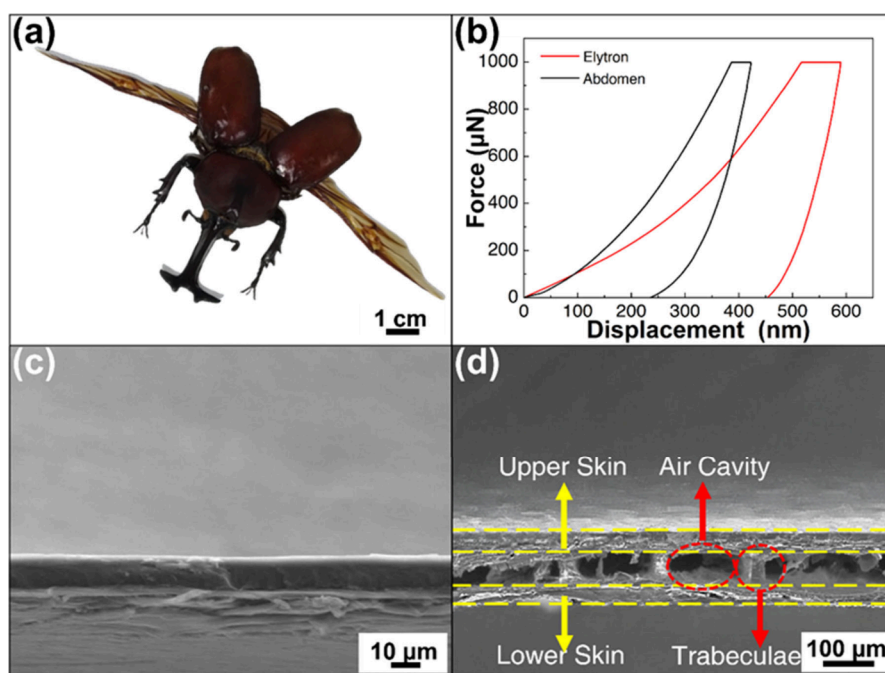 (a)
1 cm
(b)
Elytron
Abdomen
Force (μN)
1000
800
600
400
200
0
0 100 200 300 400 500 600
Displacement (nm)
(c)
10 μm
(d)
Upper Skin Air Cavity
Lower Skin Trabeculae
100 μm